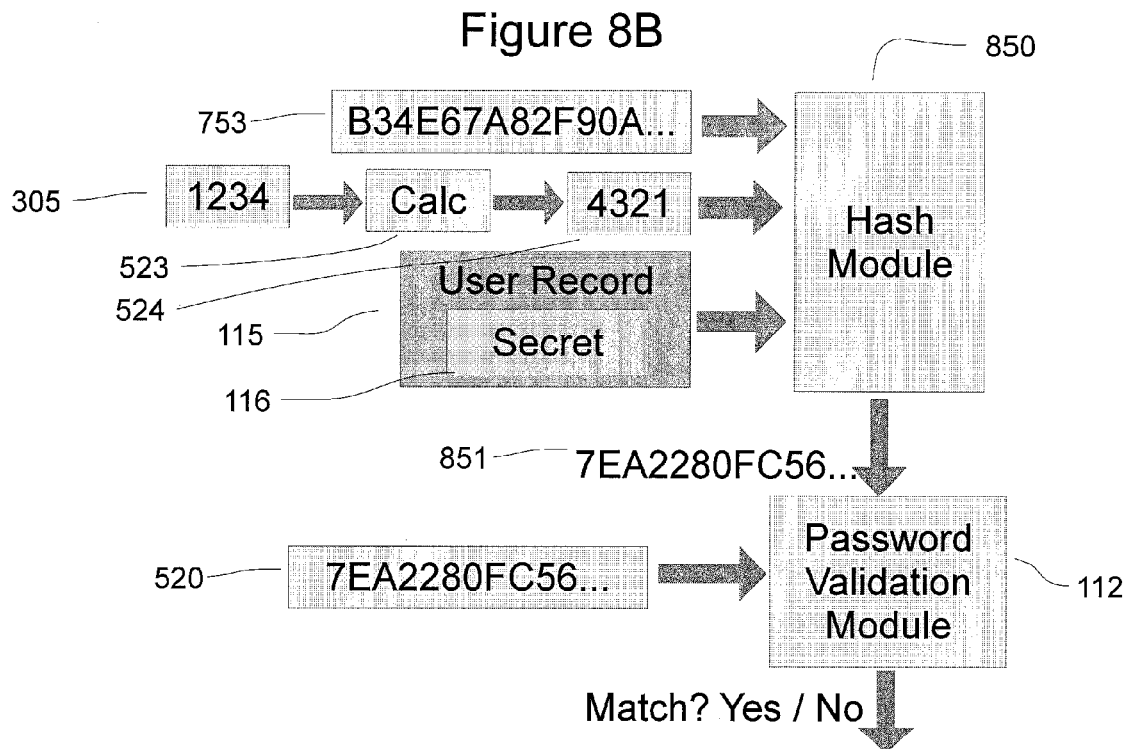 Figure 8B
850
753
B34E67A82F90A...
305
1234
Calc
4321
Hash
Module
523
524
User Record
115
Secret
116
851
7EA2280FC56...
520
7EA2280FC56...
Password
Validation
Module
112
Match? Yes / No